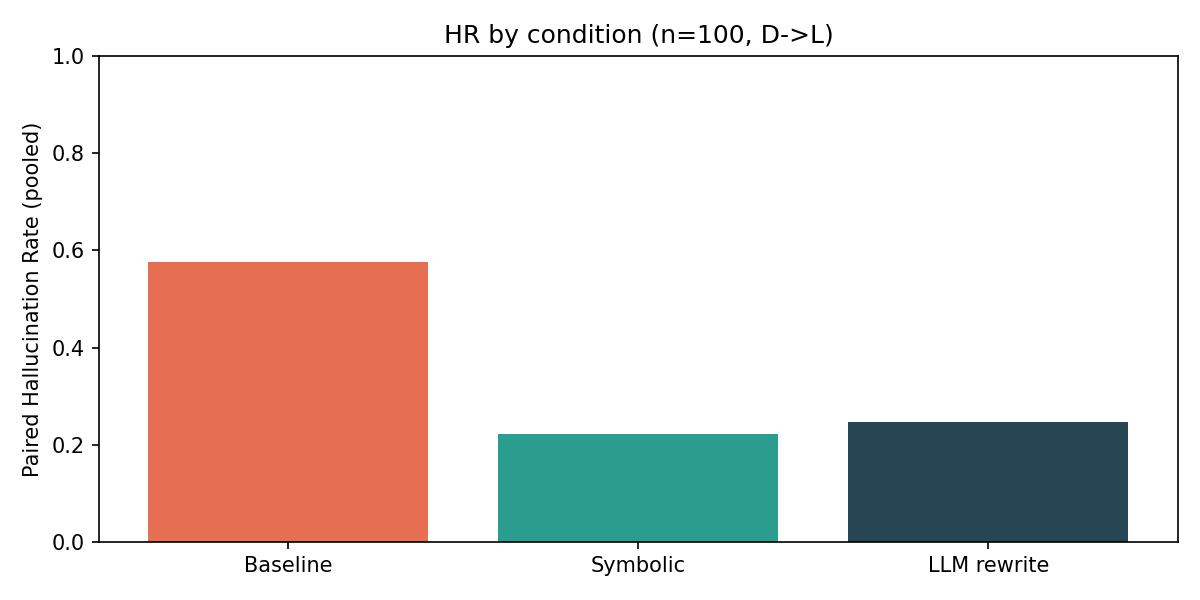 HR by condition (n=100, D->L)
Paired Hallucination Rate (pooled)
1.0
0.8
0.6
0.4
0.2
0.0
Baseline
Symbolic
LLM rewrite